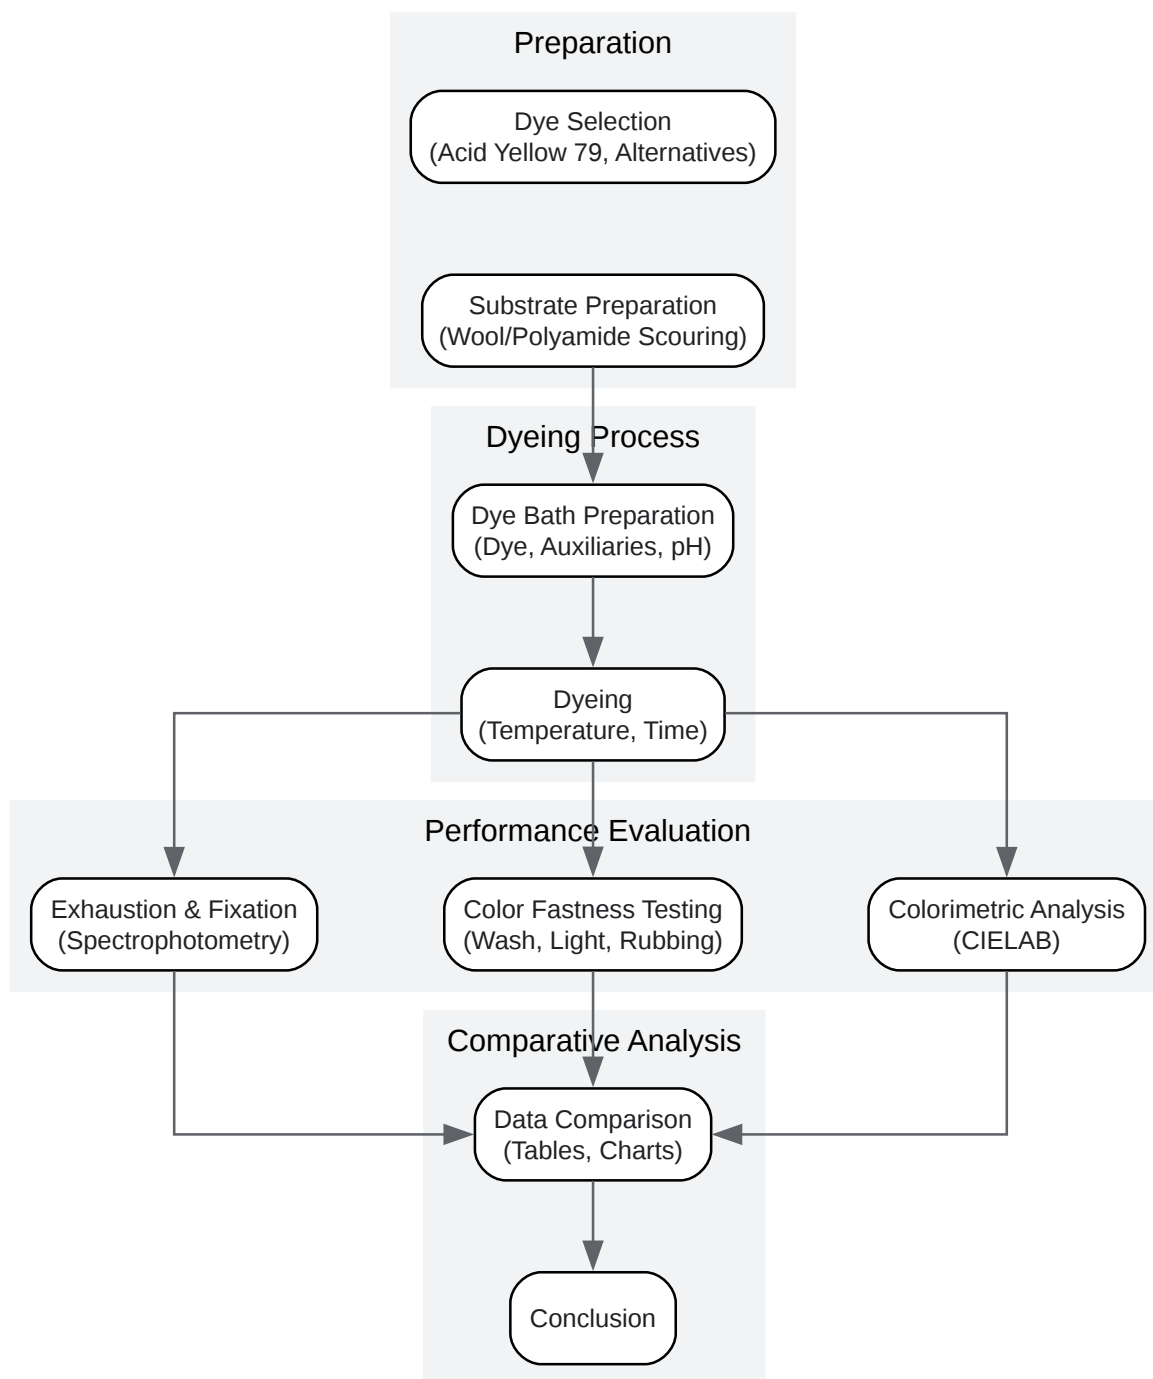 Preparation
Dye Selection
(Acid Yellow 79, Alternatives)
Substrate Preparation
(Wool/Polyamide Scouring)
Dyeing Process
Dye Bath Preparation
(Dye, Auxiliaries, pH)
Dyeing
(Temperature, Time)
Performance Evaluation
Exhaustion & Fixation
(Spectrophotometry)
Color Fastness Testing
(Wash, Light, Rubbing)
Colorimetric Analysis
(CIELAB)
Comparative Analysis
Data Comparison
(Tables, Charts)
Conclusion